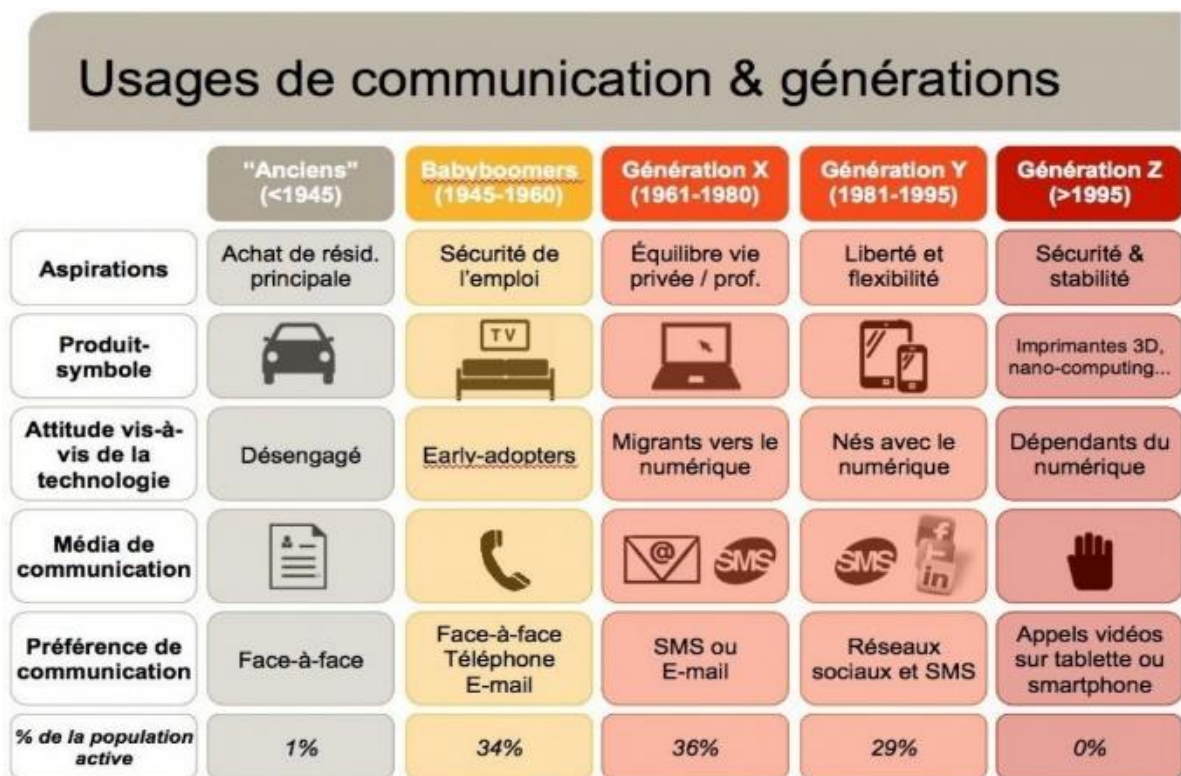 Usages de communication & générations
"Anciens"
(<1945)
Babyboomers
(1945-1960)
Génération X
(1961-1980)
Génération Y
(1981-1995)
Génération Z
(>1995)
Aspirations
Achat de résid.
principale
Sécurité de
l'emploi
Équilibre vie
privée / prof.
Liberté et
flexibilité
Sécurité &
stabilité
Produit-
symbole
TV
Imprimantes 3D,
nano-computing...
Attitude vis-à-
vis de la
technologie
Désengagé
Early-adopters
Migrants vers le
numérique
Nés avec le
numérique
Dépendants du
numérique
Média de
communication
@
SMS
SMS
f
in
Préférence de
communication
Face-à-face
Face-à-face
Téléphone
E-mail
SMS ou
E-mail
Réseaux
sociaux et SMS
Appels vidéos
sur tablette ou
smartphone
% de la population
active
1%
34%
36%
29%
0%